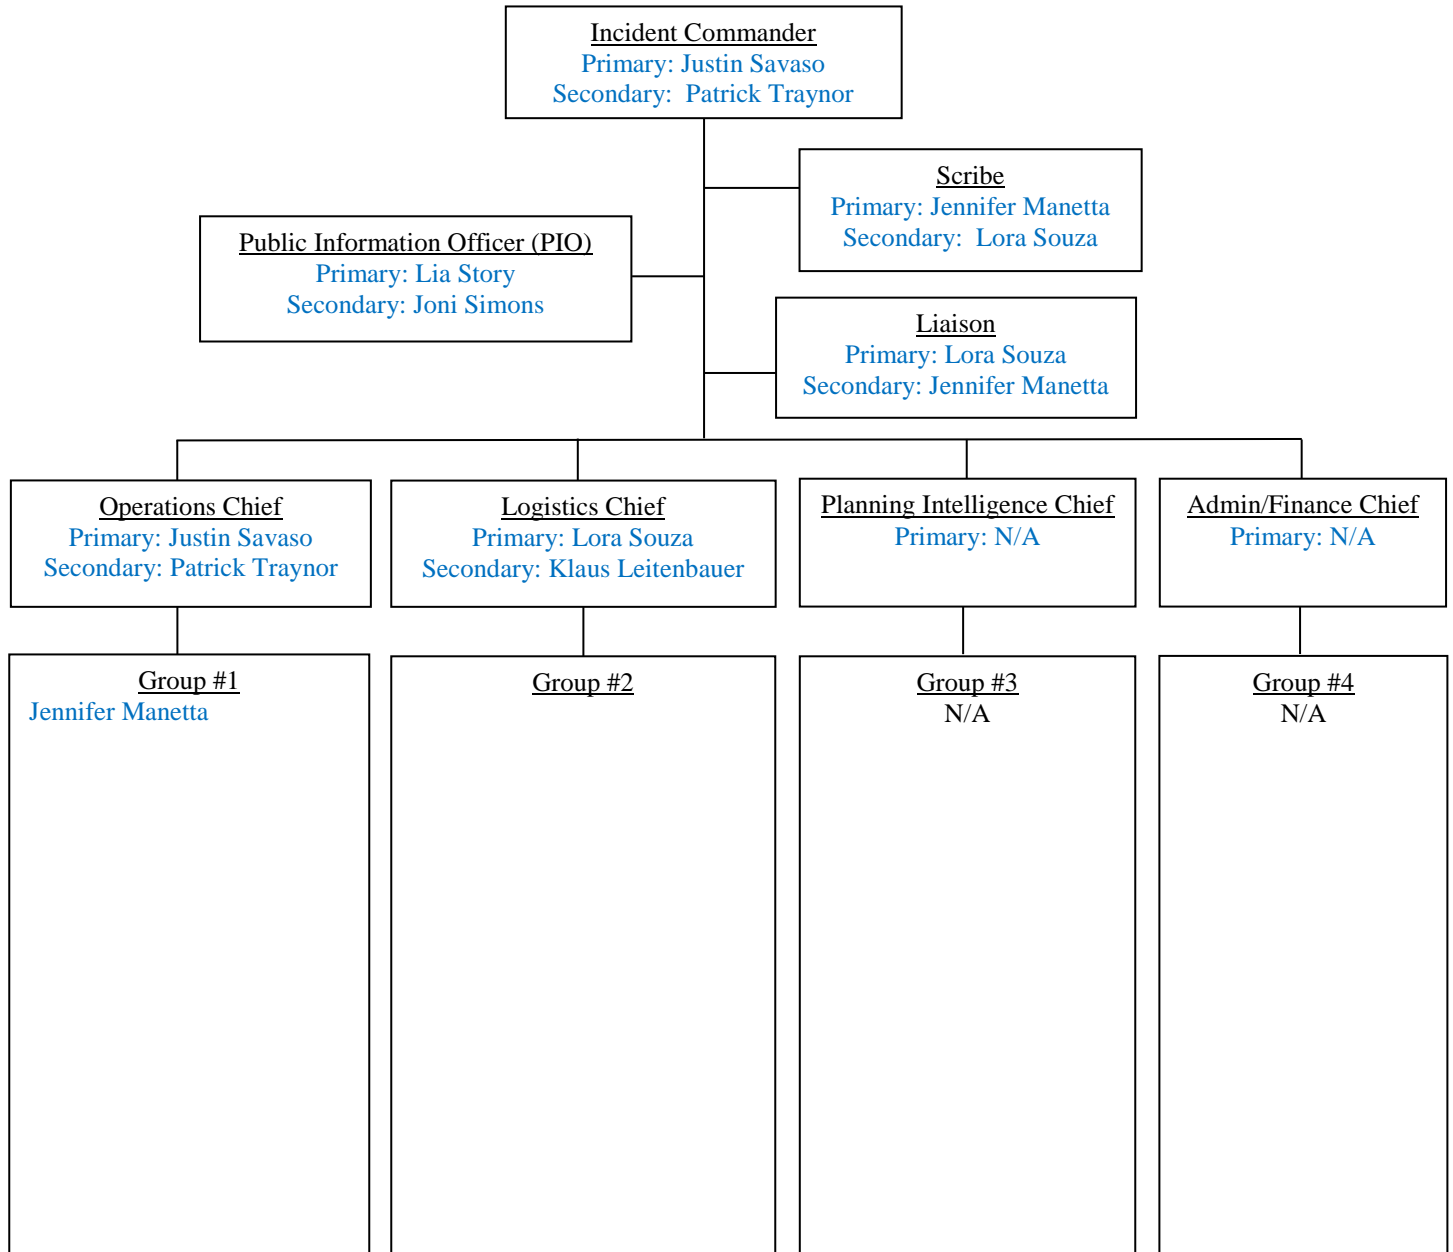 Incident Commander
Primary: Justin Savaso
Secondary:  Patrick Traynor
Scribe
Primary: Jennifer Manetta
Secondary:  Lora Souza
Public Information Officer (PIO)
Primary: Lia Story
Secondary: Joni Simons
Liaison
Primary: Lora Souza
Secondary: Jennifer Manetta
Operations Chief
Primary: Justin Savaso
Secondary: Patrick Traynor
Logistics Chief
Primary: Lora Souza
Secondary: Klaus Leitenbauer
Planning Intelligence Chief
Primary: N/A
Admin/Finance Chief
Primary: N/A
Group #1
Jennifer Manetta
Group #2
Group #3
N/A
Group #4
N/A